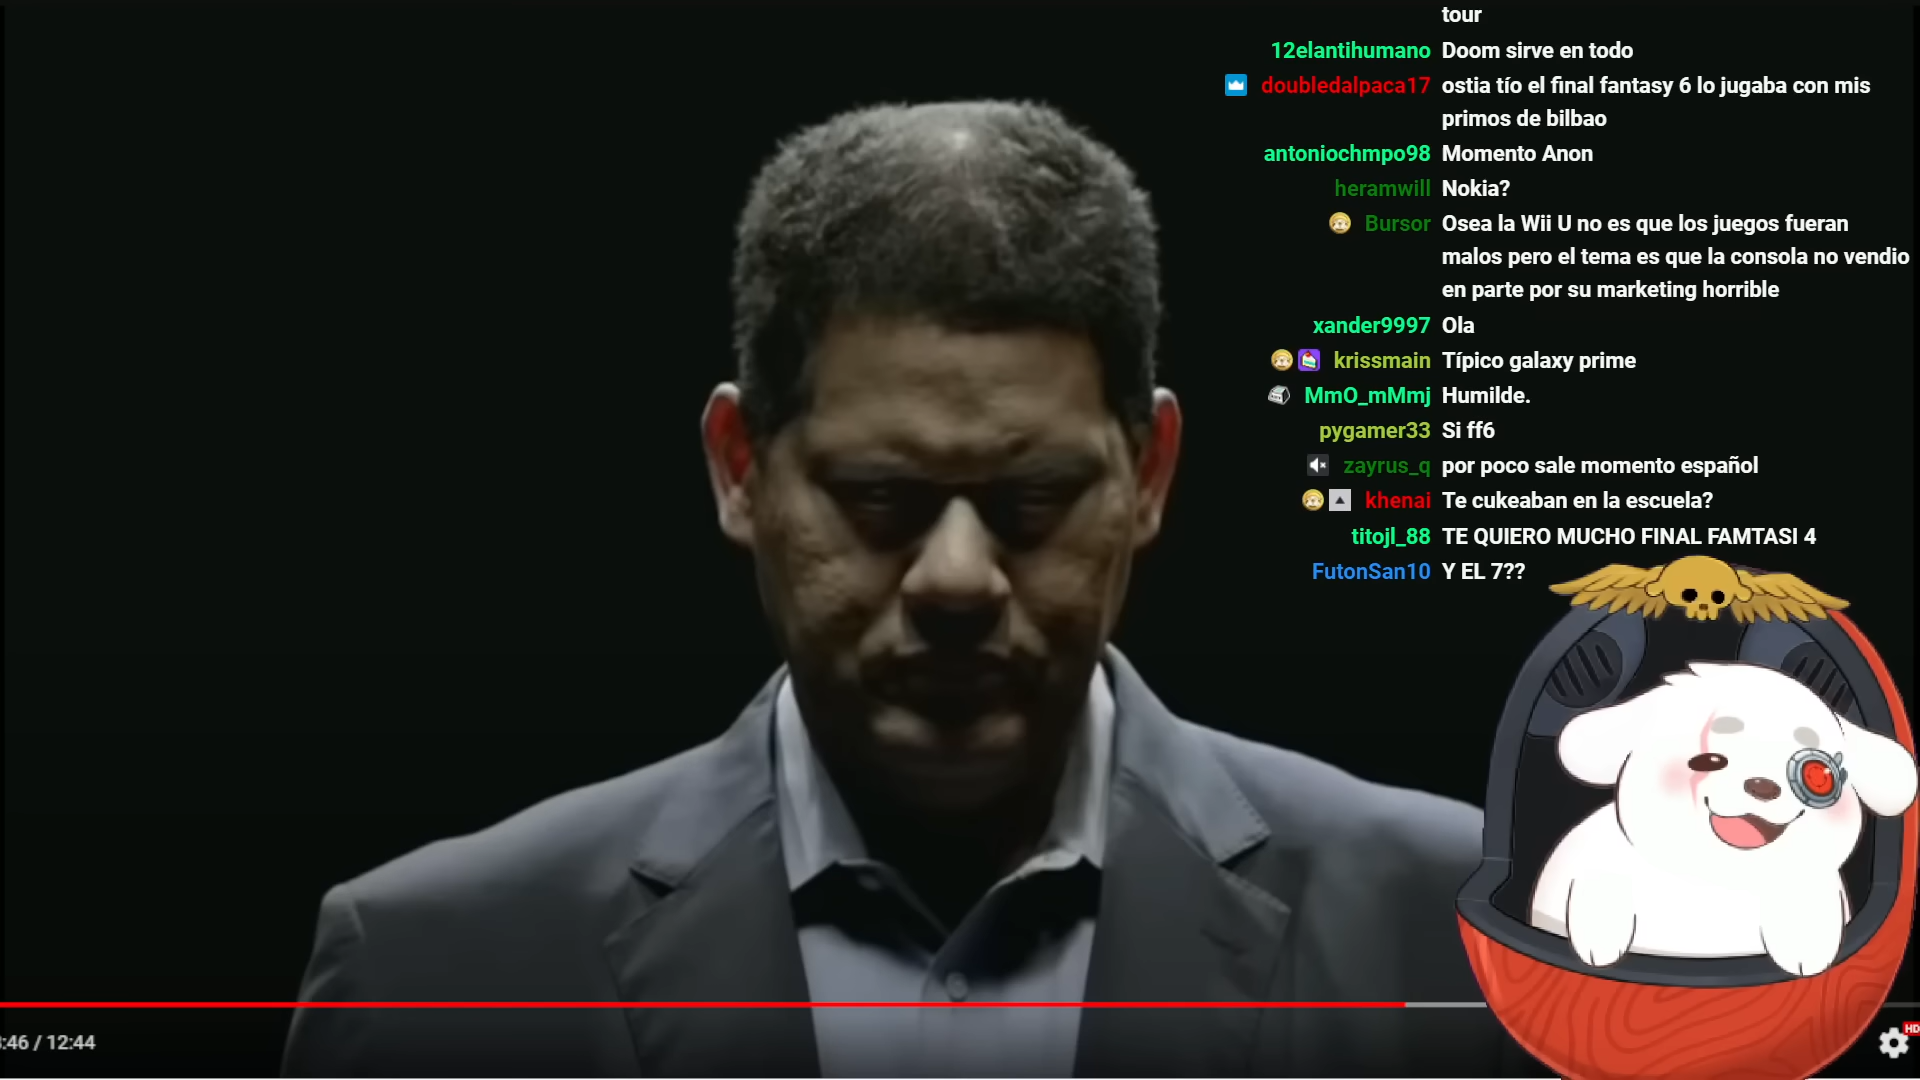 tour
12elantihumano Doom sirve en todo
doubledalpaca17 ostia tío el final fantasy 6 lo jugaba con mis
primos de bilbao
antoniochmpo98 Momento Anon
heramwill Nokia?
Bursor Osea la Wii U no es que los juegos fueran
malos pero el tema es que la consola no vendio
en parte por su marketing horrible
xander9997 Ola
krissmain Típico galaxy prime
MmO_mMmj Humilde.
pygamer33 Si ff6
zayrus_q por poco sale momento español
khenai Te cukeaban en la escuela?
titojl_88 TE QUIERO MUCHO FINAL FAMTASI 4
FutonSan10 Y EL 7??
:46 / 12:44
HD